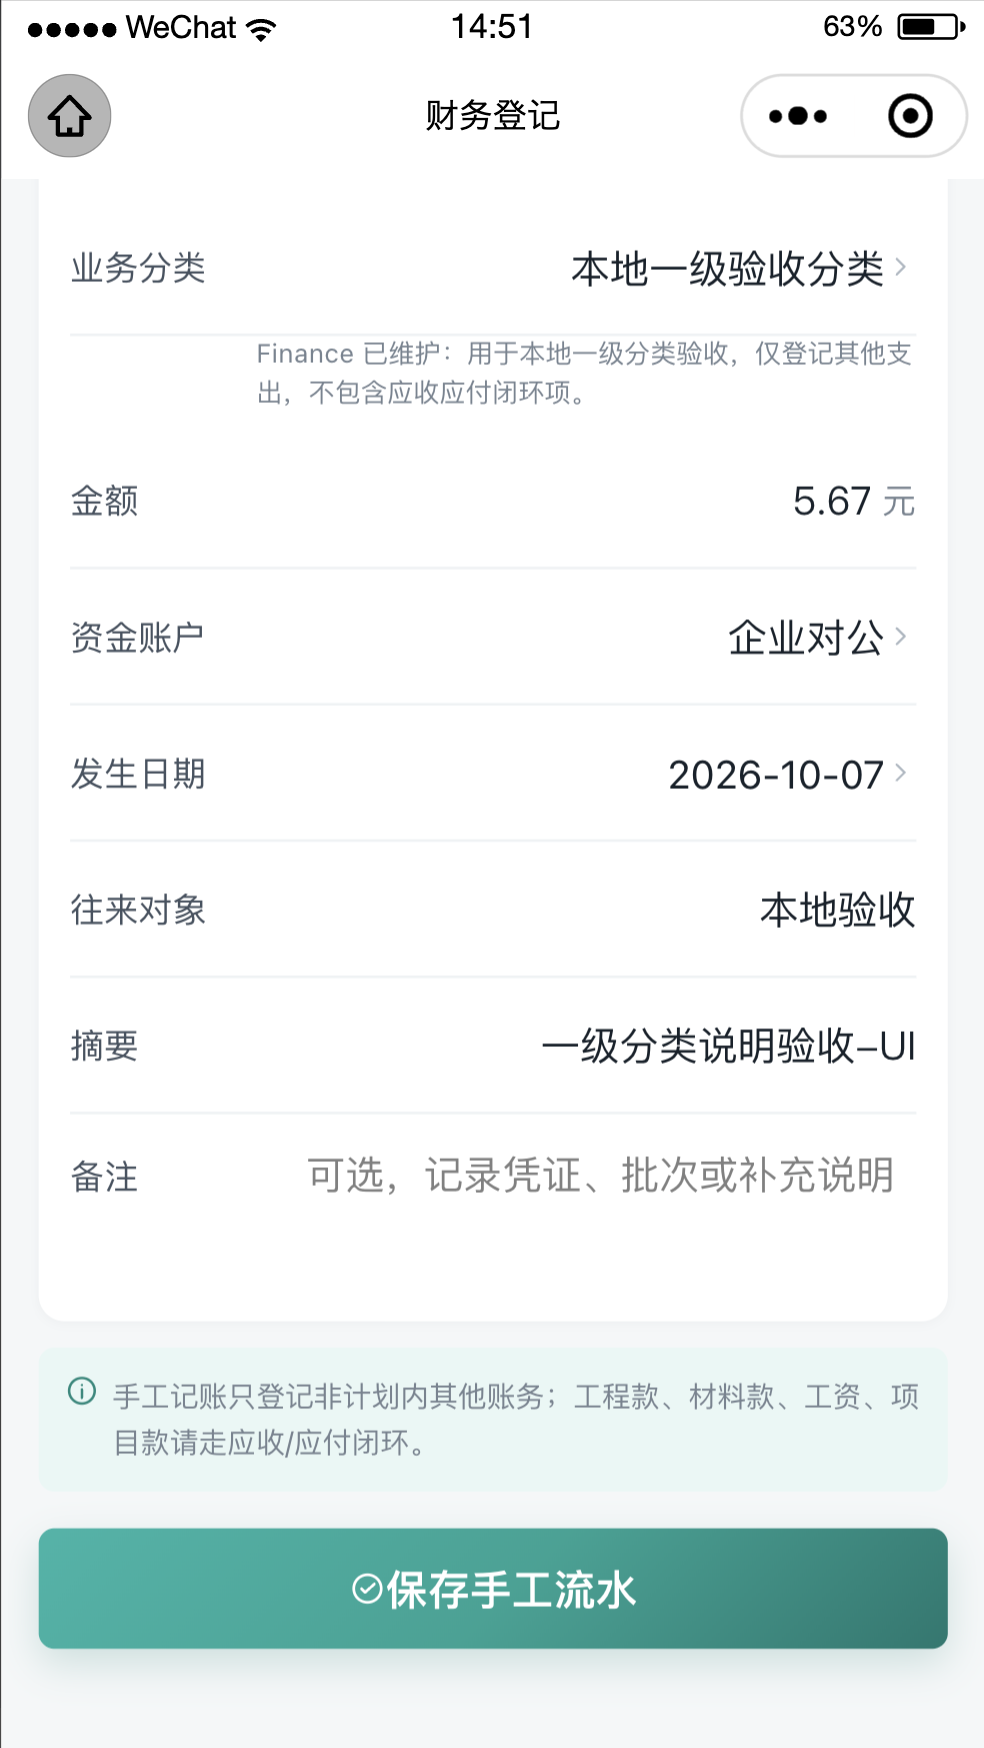 WeChat 14:51 63%
财务登记
业务分类 本地一级验收分类
Finance 已维护：用于本地一级分类验收，仅登记其他支
出，不包含应收应付闭环项。
金额 5.67 元
资金账户 企业对公
发生日期 2026-10-07
往来对象 本地验收
摘要 一级分类说明验收-UI
备注 可选，记录凭证、批次或补充说明
手工记账只登记非计划内其他账务；工程款、材料款、工资、项
目款请走应收/应付闭环。
保存手工流水